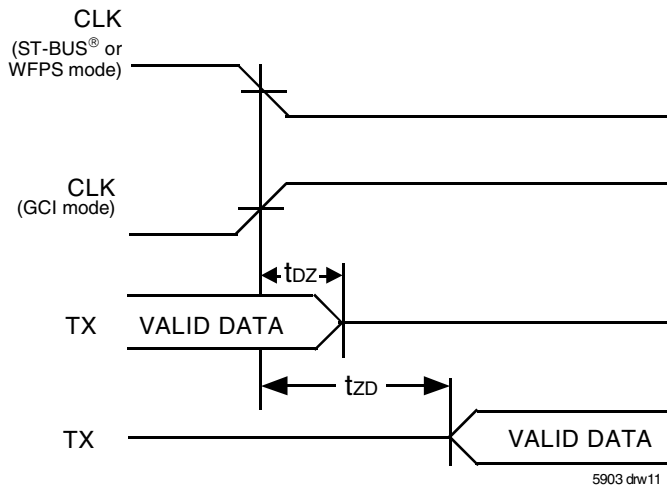 CLK
(ST-BUS® or
WFPS mode)
CLK
(GCI mode)
tDZ
TX
VALID DATA
tZD
TX
VALID DATA
5903 drw11